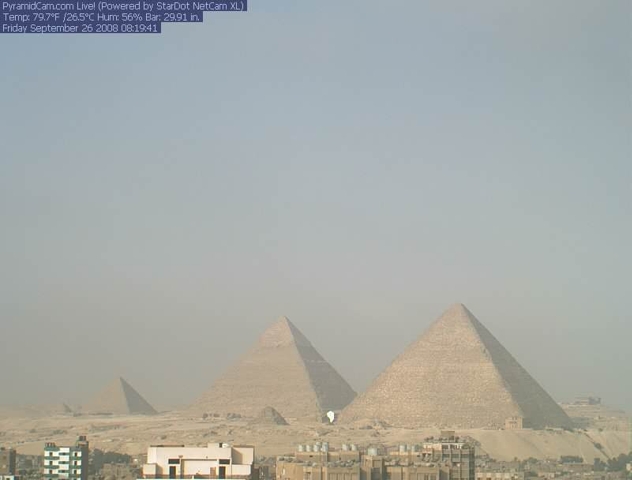 PyramidCam.com Live! (Powered by StarDot NetCam XL)
Temp: 79.7°F /26.5°C Hum: 56% Bar: 29.91 in.
Friday September 26 2008 08:19:41